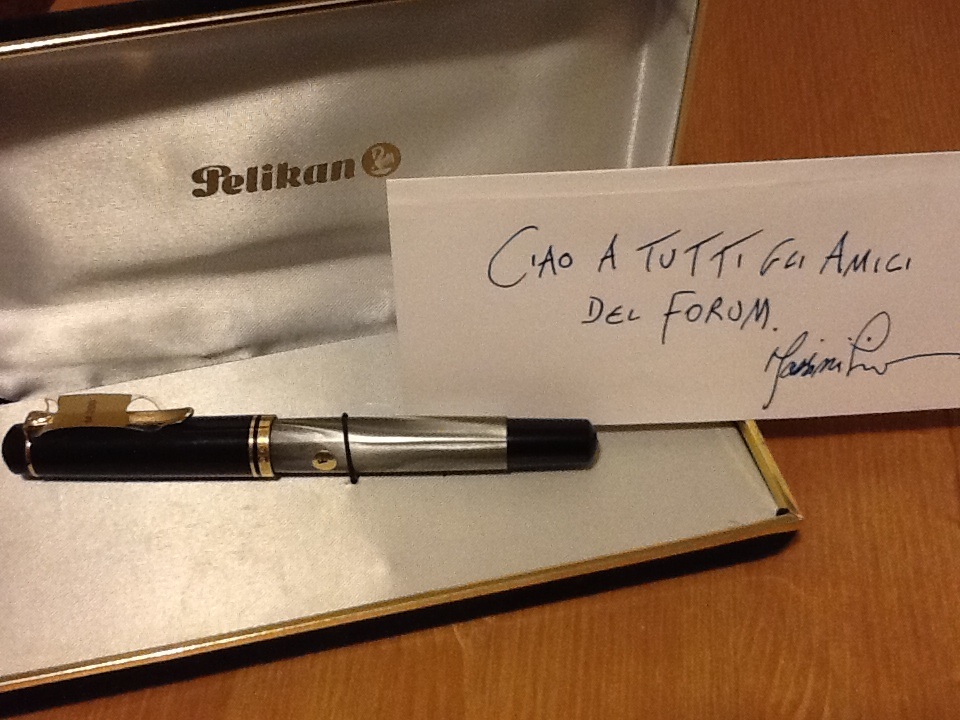 Pelikan
CIAO A TUTTI GLI AMICI
DEL FORUM.